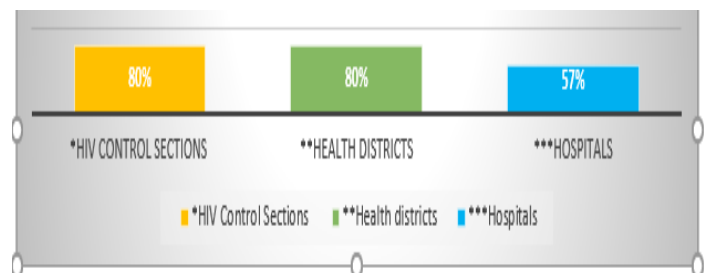 80% 80% 57%
*HIV CONTROL SECTIONS **HEALTH DISTRICTS ***HOSPITALS
*HIV Control Sections **Health districts ***Hospitals